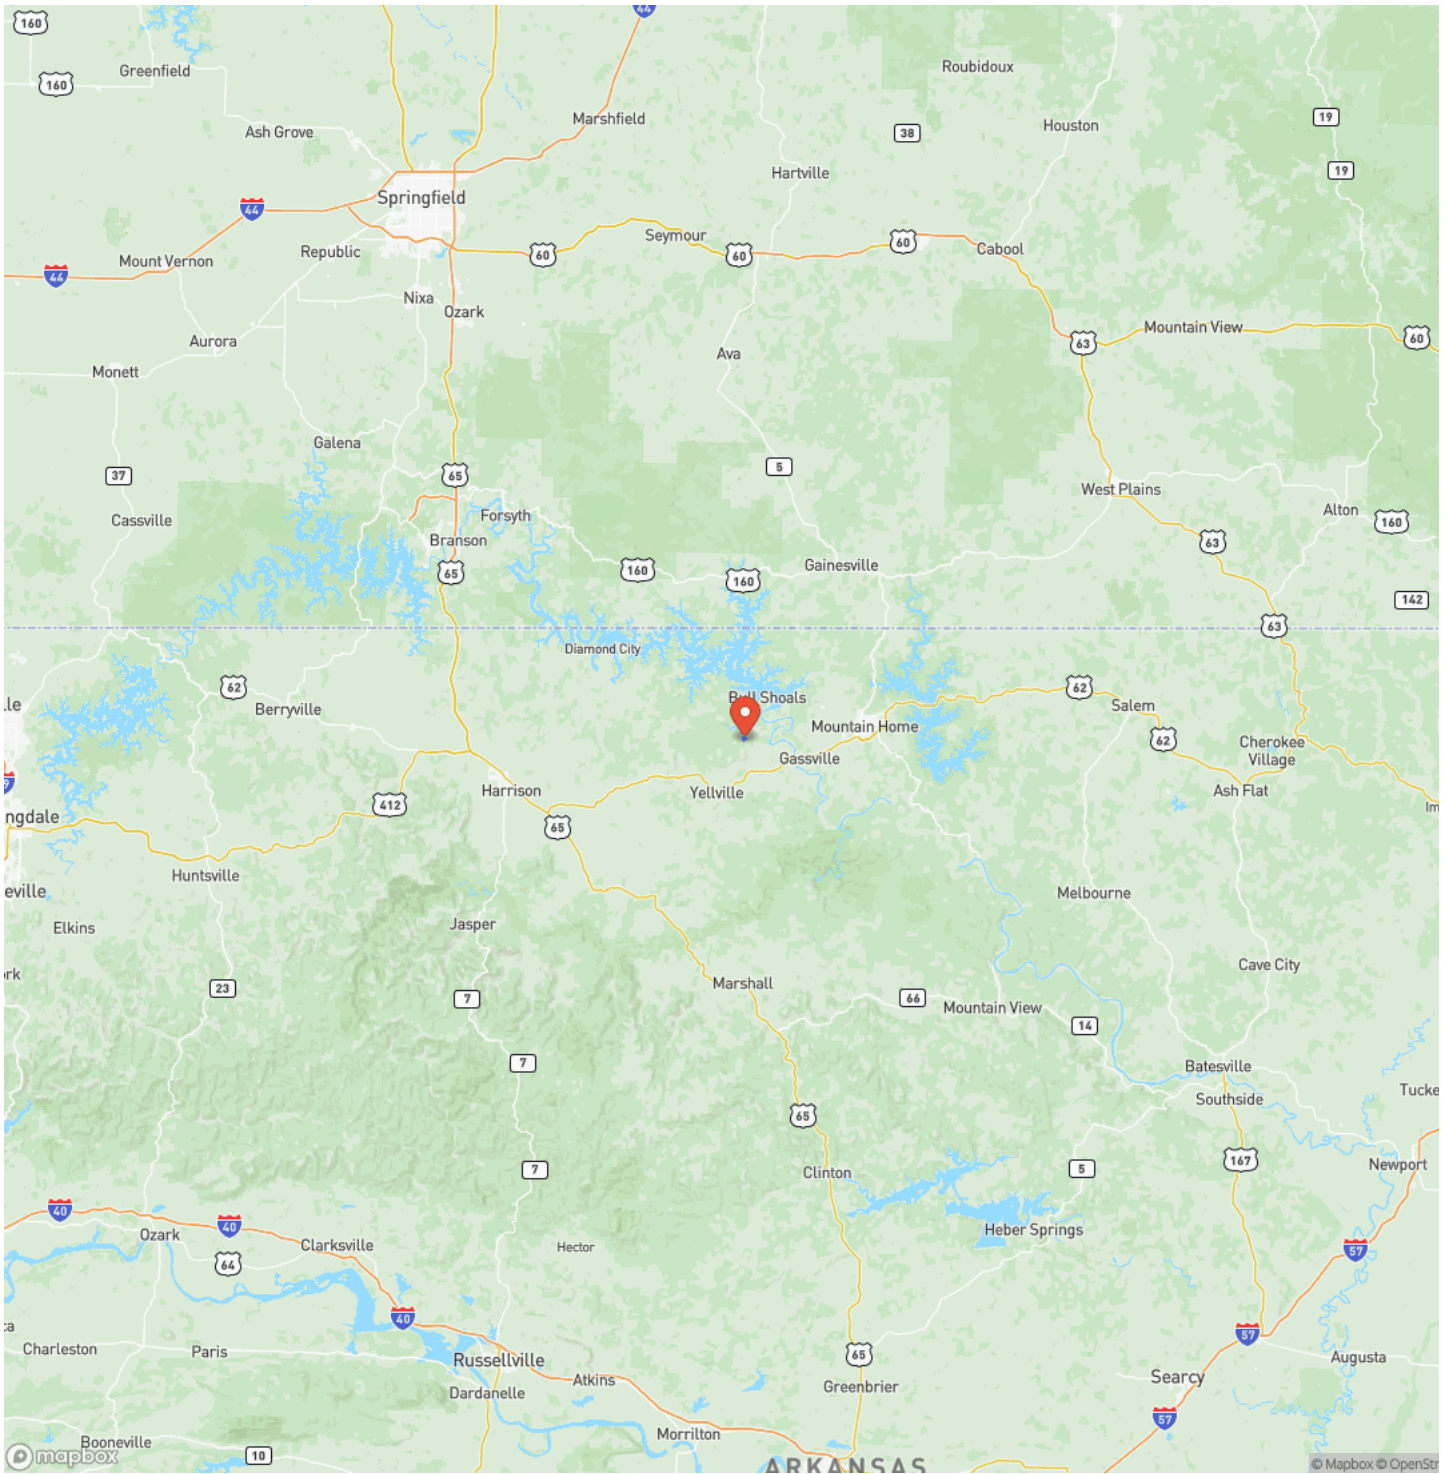 44
160
Greenfield
Roubidoux
160
Marshfield
19
Ash Grove
38
Houston
Hartville
19
Springfield
44
Seymour
60
Republic
60
60
Cabool
Mount Vernon
44
Nixa
Ozark
Mountain View
Aurora
63
60
Ava
Monett
Galena
5
37
65
West Plains
Forsyth
Alton
Cassville
160
Branson
63
Gainesville
65
160
160
142
63
Diamond City
62
62
Bull Shoals
Berryville
Salem
Mountain Home
62
Cherokee
Village
Gassville
Harrison
Yellville
Ash Flat
412
ngdale
65
Huntsville
eville
Melbourne
Elkins
Jasper
Cave City
Marshall
23
7
66
Mountain View
14
7
Batesville
Southside
65
167
7
Clinton
5
Newport
40
40
Heber Springs
Ozark
Clarksville
Hector
57
64
40
57
Charleston
Paris
65
Russellville
Augusta
Atkins
Searcy
Dardanelle
Greenbrier
57
Morrilton
Booneville
10
mapbox
ARKANSAS
© Mapbox © OpenStr